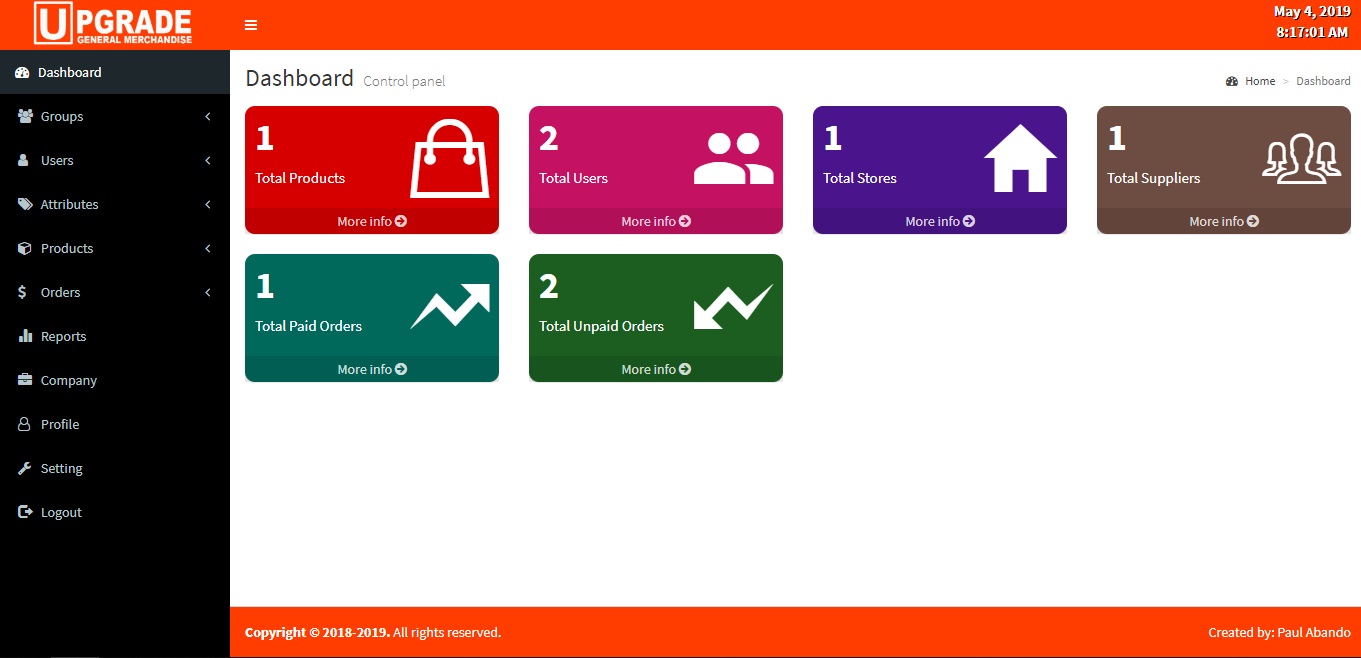 UPGRADE
GENERAL MERCHANDISE
May 4, 2019
8:17:01 AM
Dashboard
Groups
Users
Attributes
Products
$ Orders
Reports
Company
Profile
Setting
Logout
Dashboard Control panel
Home > Dashboard
1
Total Products
More info
2
Total Users
More info
1
Total Stores
More info
1
Total Suppliers
More info
1
Total Paid Orders
More info
2
Total Unpaid Orders
More info
Copyright © 2018-2019. All rights reserved.
Created by: Paul Abando